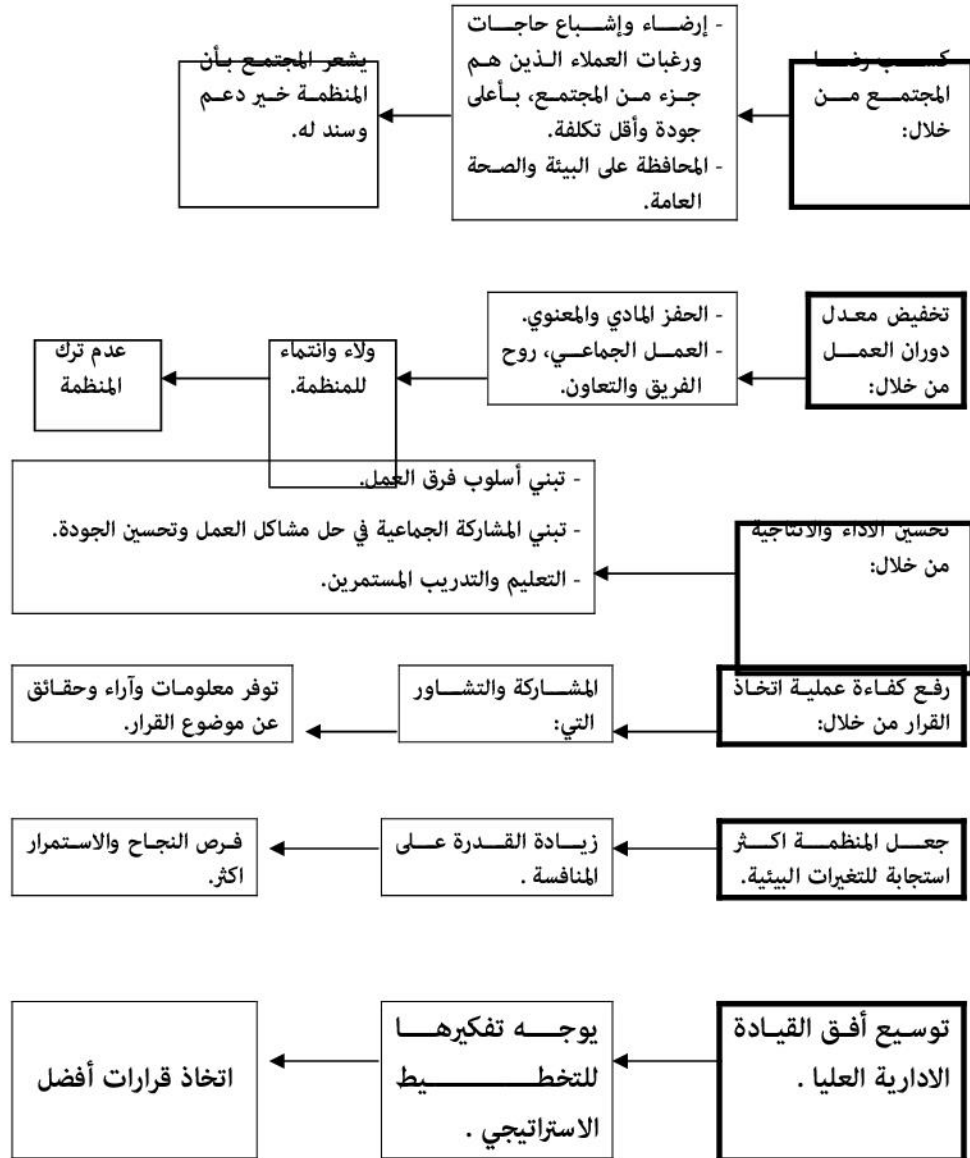 كسب رضا
المجتمع من
خلال:
- إرضاء وإشباع حاجات
ورغبات العملاء الذين هم
جزء من المجتمع، بأعلى
جودة وأقل تكلفة.
- المحافظة على البيئة والصحة
العامة.
يشعر المجتمع بأن
المنظمة خير دعم
وسند له.
تخفيض معدل
دوران العمل
من خلال:
- الحفز المادي والمعنوي.
- العمل الجماعي، روح
الفريق والتعاون.
ولاء وانتماء
للمنظمة.
عدم ترك
المنظمة
تحسين الاداء والانتاجية
من خلال:
- تبني أسلوب فرق العمل.
- تبني المشاركة الجماعية في حل مشاكل العمل وتحسين الجودة.
- التعليم والتدريب المستمرين.
رفع كفاءة عملية اتخاذ
القرار من خلال:
المشاركة والتشاور
التي:
توفر معلومات وآراء وحقائق
عن موضوع القرار.
جعل المنظمة اكثر
استجابة للتغيرات البيئية.
زيادة القدرة على
المنافسة .
فرص النجاح والاستمرار
اكثر.
توسيع أفق القيادة
الادارية العليا .
يوجه تفكيرها
للتخطيط
الاستراتيجي .
اتخاذ قرارات أفضل